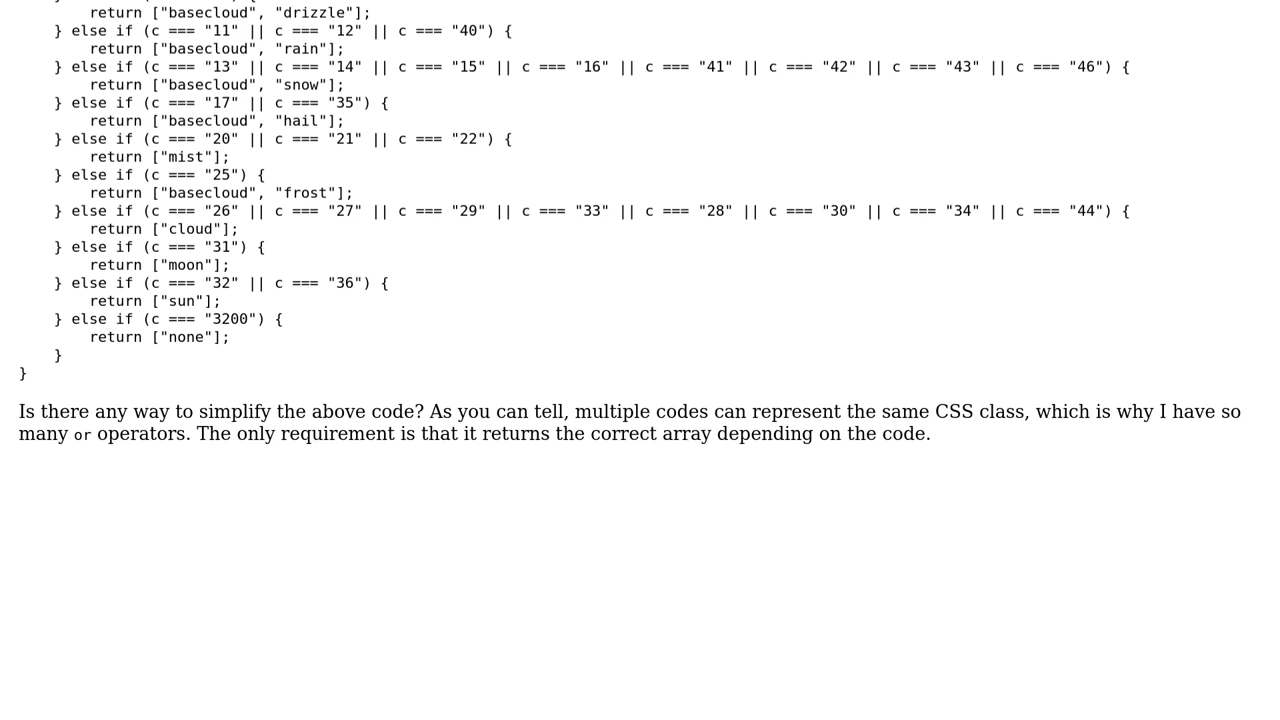 return ["basecloud", "drizzle"];
    } else if (c === "11" || c === "12" || c === "40") {
        return ["basecloud", "rain"];
    } else if (c === "13" || c === "14" || c === "15" || c === "16" || c === "41" || c === "42" || c === "43" || c === "46") {
        return ["basecloud", "snow"];
    } else if (c === "17" || c === "35") {
        return ["basecloud", "hail"];
    } else if (c === "20" || c === "21" || c === "22") {
        return ["mist"];
    } else if (c === "25") {
        return ["basecloud", "frost"];
    } else if (c === "26" || c === "27" || c === "29" || c === "33" || c === "28" || c === "30" || c === "34" || c === "44") {
        return ["cloud"];
    } else if (c === "31") {
        return ["moon"];
    } else if (c === "32" || c === "36") {
        return ["sun"];
    } else if (c === "3200") {
        return ["none"];
    }
}
Is there any way to simplify the above code? As you can tell, multiple codes can represent the same CSS class, which is why I have so
many or operators. The only requirement is that it returns the correct array depending on the code.